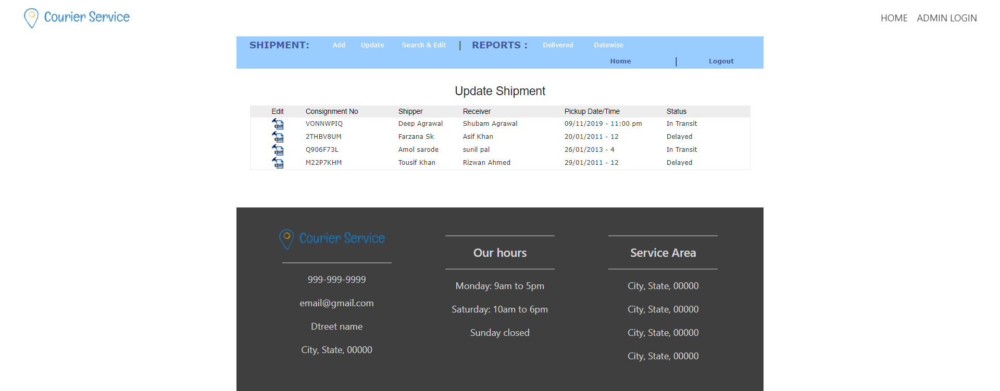 Courier Service
HOME ADMIN LOGIN
SHIPMENT: Add Update Search & Edit | REPORTS : Delivered Datewise
Home | Logout
Update Shipment
Edit Consignment No Shipper Receiver Pickup Date/Time Status
EDIT VONNWPIQ Deep Agrawal Shubam Agrawal 09/11/2019 - 11:00 pm In Transit
EDIT 2THBV8UM Farzana Sk Asif Khan 20/01/2011 - 12 Delayed
EDIT Q906F73L Amol sarode sunil pal 26/01/2013 - 4 In Transit
EDIT M22P7KHM Tousif Khan Rizwan Ahmed 29/01/2011 - 12 Delayed
Courier Service
999-999-9999
email@gmail.com
Dtreet name
City, State, 00000
Our hours
Monday: 9am to 5pm
Saturday: 10am to 6pm
Sunday closed
Service Area
City, State, 00000
City, State, 00000
City, State, 00000
City, State, 00000